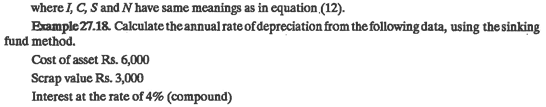 where I, C, S and N have same meanings as in equation (12).
Example 27.18. Calculate the annual rate of depreciation from the following data, using the sinking
fund method.
Cost of asset Rs. 6,000
Scrap value Rs. 3,000
Interest at the rate of 4% (compound)